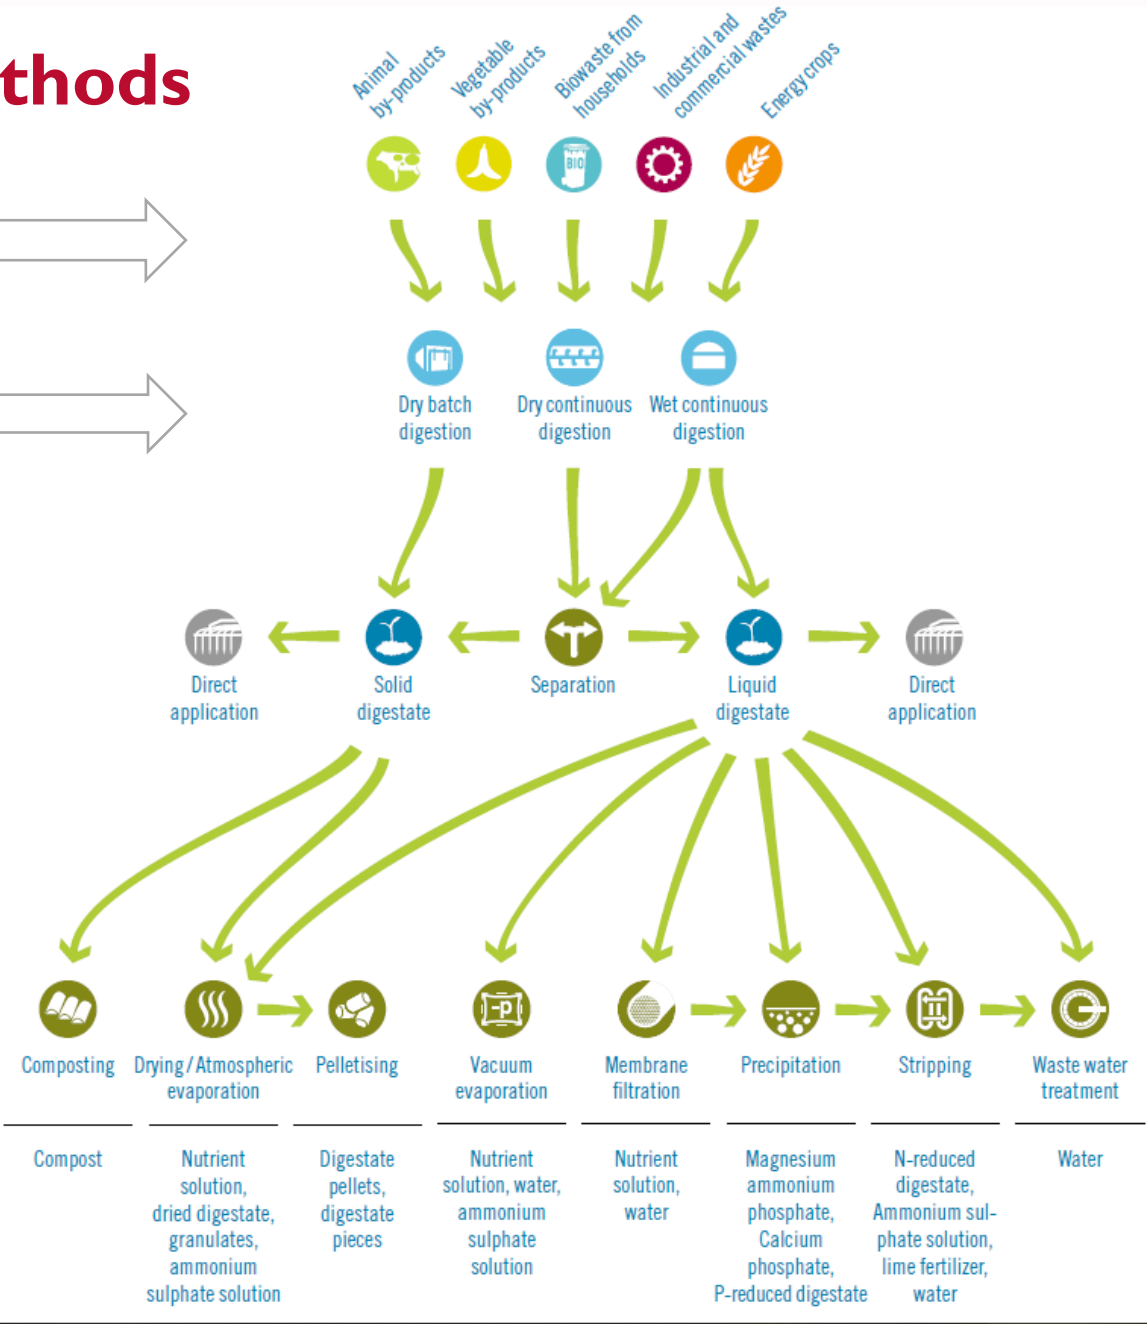 thods
Animal
by-products
Vegetable
by-products
Biowaste from
households
Industrial and
commercial wastes
Energy crops
BIO
Dry batch
digestion
Dry continuous
digestion
Wet continuous
digestion
Direct
application
Solid
digestate
Separation
Liquid
digestate
Direct
application
-p
Composting
Drying / Atmospheric
evaporation
Pelletising
Vacuum
evaporation
Membrane
filtration
Precipitation
Stripping
Waste water
treatment
Compost
Nutrient
solution,
dried digestate,
granulates,
ammonium
sulphate solution
Digestate
pellets,
digestate
pieces
Nutrient
solution, water,
ammonium
sulphate
solution
Nutrient
solution,
water
Magnesium
ammonium
phosphate,
Calcium
phosphate,
P-reduced digestate
N-reduced
digestate,
Ammonium sul-
phate solution,
lime fertilizer,
water
Water